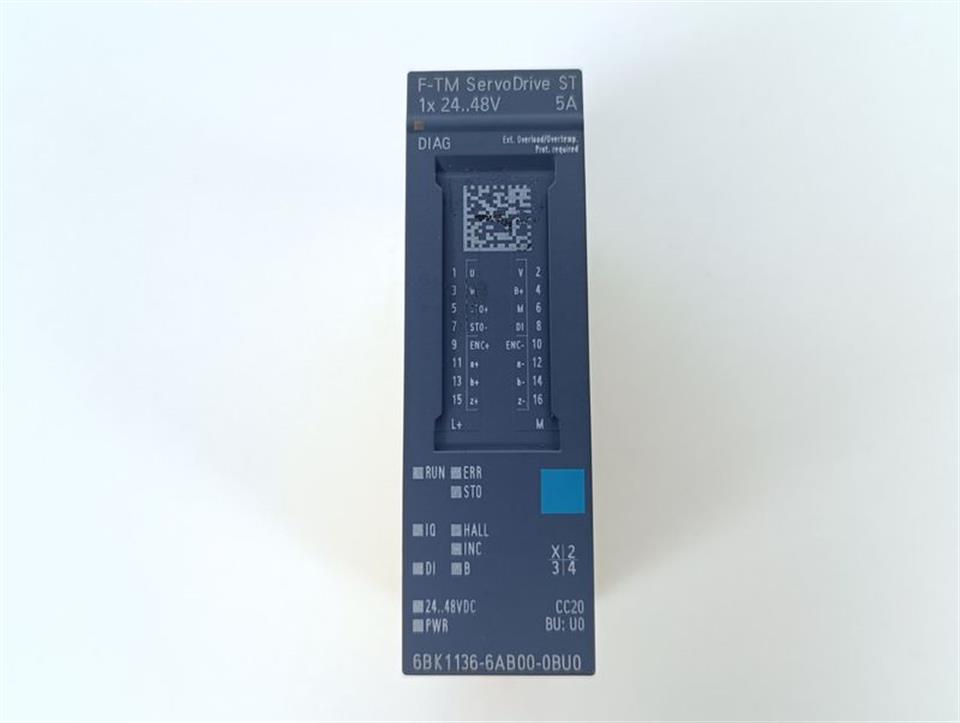 F-TM ServoDrive ST
1x 24..48V 5A
DIAG Ext. Overload/Overtemp.
Prot. required
1 U V 2
3 W B+ 4
5 STO+ M 6
7 STO- DI 8
9 ENC+ ENC- 10
11 a+ a- 12
13 b+ b- 14
15 z+ z- 16
L+ M
RUN ERR
STO
IQ HALL
INC
DI B
X 2
3 4
24..48VDC CC20
PWR BU: U0
6BK1136-6AB00-0BU0